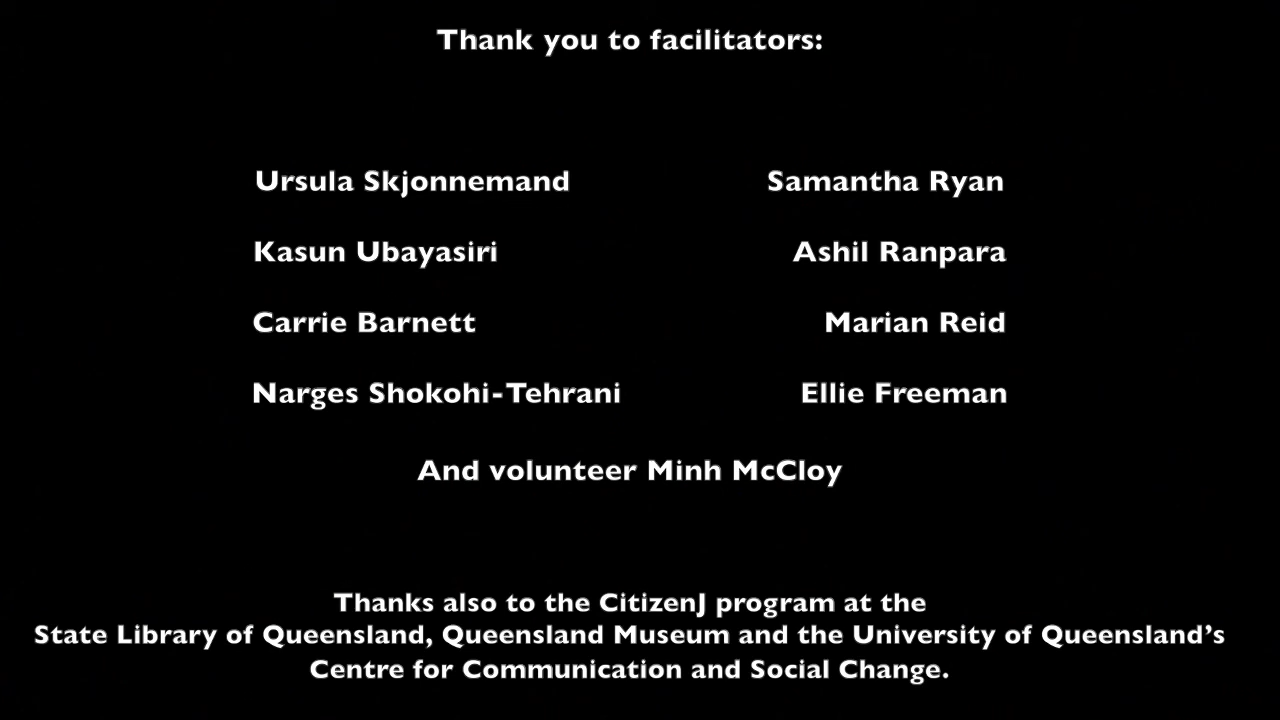 Thank you to facilitators:
Ursula Skjonnemand Samantha Ryan
Kasun Ubayasiri Ashil Ranpara
Carrie Barnett Marian Reid
Narges Shokohi-Tehrani Ellie Freeman
And volunteer Minh McCloy
Thanks also to the CitizenJ program at the
State Library of Queensland, Queensland Museum and the University of Queensland’s
Centre for Communication and Social Change.